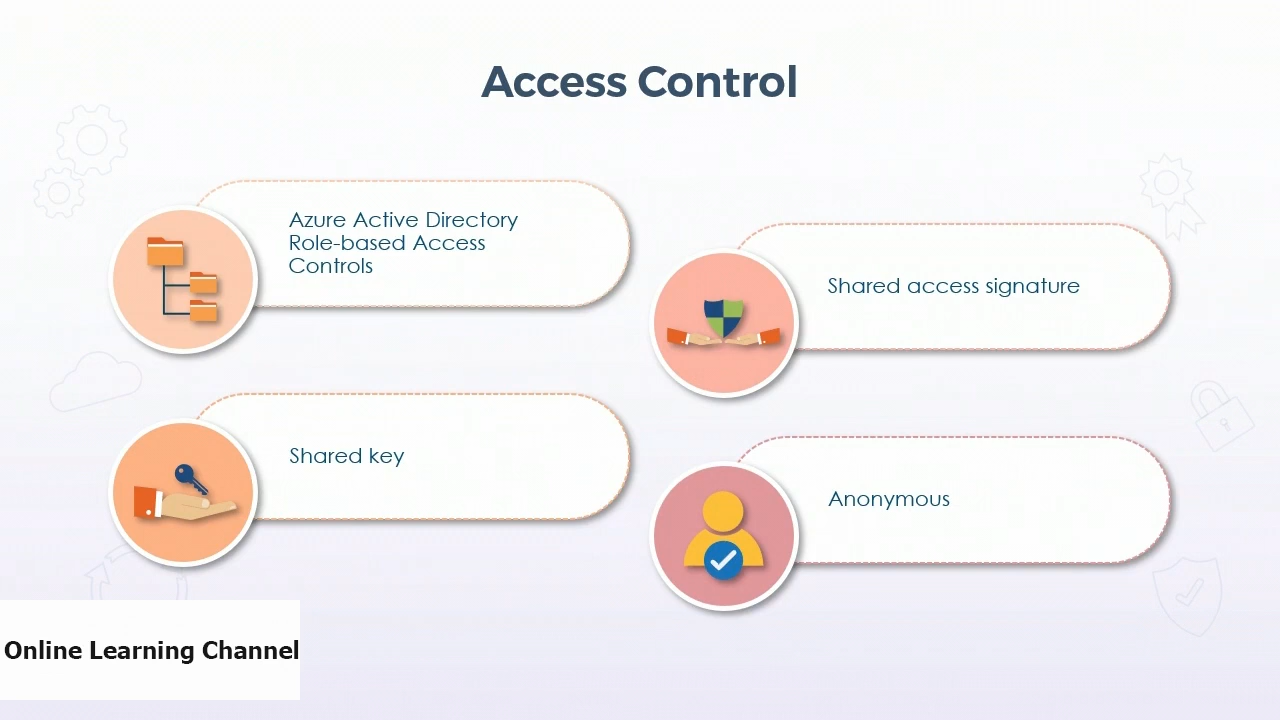 Access Control
Azure Active Directory
Role-based Access
Controls
Shared access signature
Shared key
Anonymous
Online Learning Channel